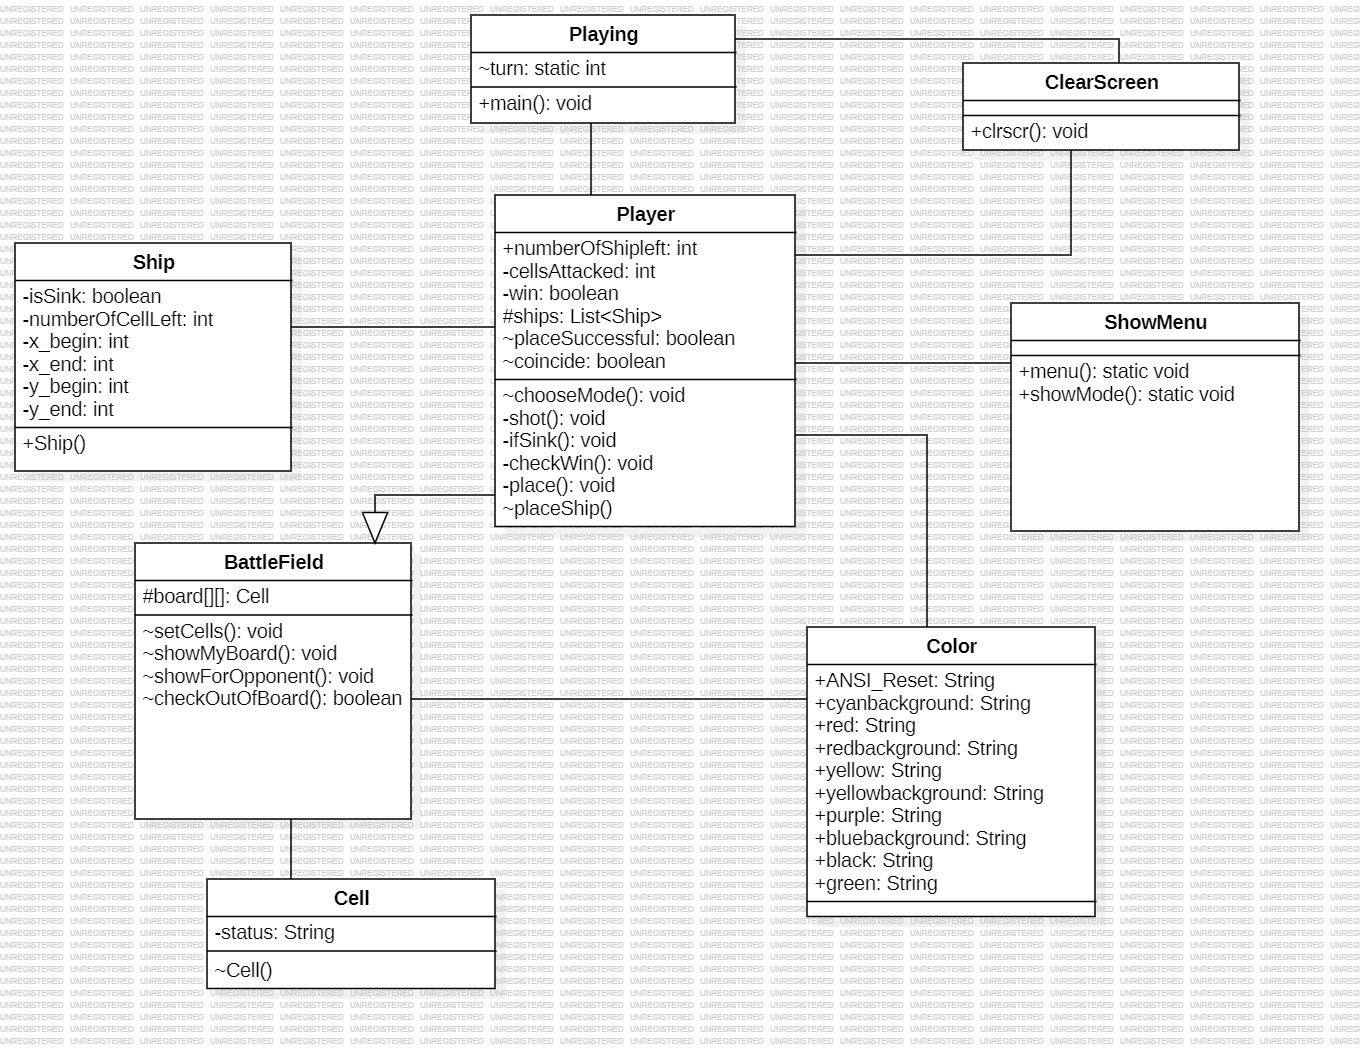 Playing
~turn: static int
+main(): void
ClearScreen
+clrscr(): void
Player
+numberOfShipleft: int
-cellsAttacked: int
-win: boolean
#ships: List<Ship>
~placeSuccessful: boolean
~coincide: boolean
~chooseMode(): void
-shot(): void
-ifSink(): void
-checkWin(): void
-place(): void
~placeShip()
Ship
-isSink: boolean
-numberOfCellLeft: int
-x_begin: int
-x_end: int
-y_begin: int
-y_end: int
+Ship()
ShowMenu
+menu(): static void
+showMode(): static void
BattleField
#board[][]: Cell
~setCells(): void
~showMyBoard(): void
~showForOpponent(): void
~checkOutOfBoard(): boolean
Color
+ANSI_Reset: String
+cyanbackground: String
+red: String
+redbackground: String
+yellow: String
+yellowbackground: String
+purple: String
+bluebackground: String
+black: String
+green: String
Cell
-status: String
~Cell()
UNREGISTERED